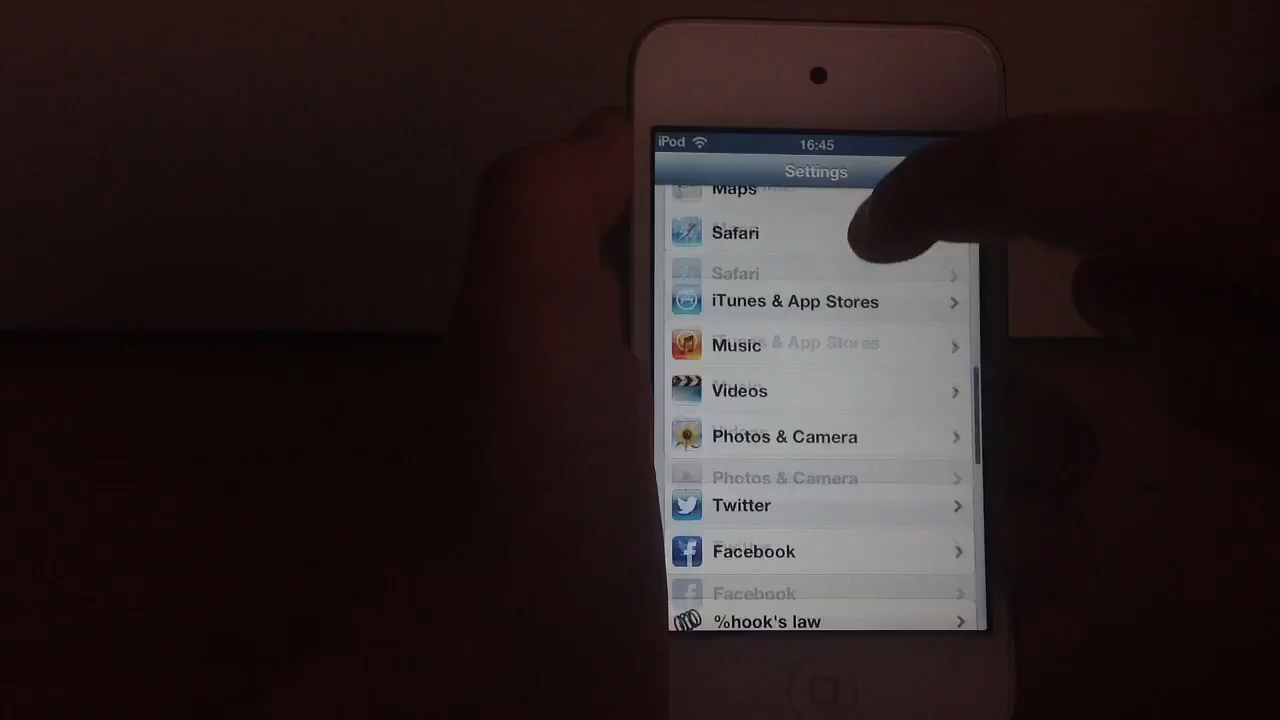 iPod 16:45
Settings
Maps
Safari
Safari
iTunes & App Stores
Music
iTunes & App Stores
Videos
Photos & Camera
Photos & Camera
Twitter
Facebook
Facebook
%hook's law